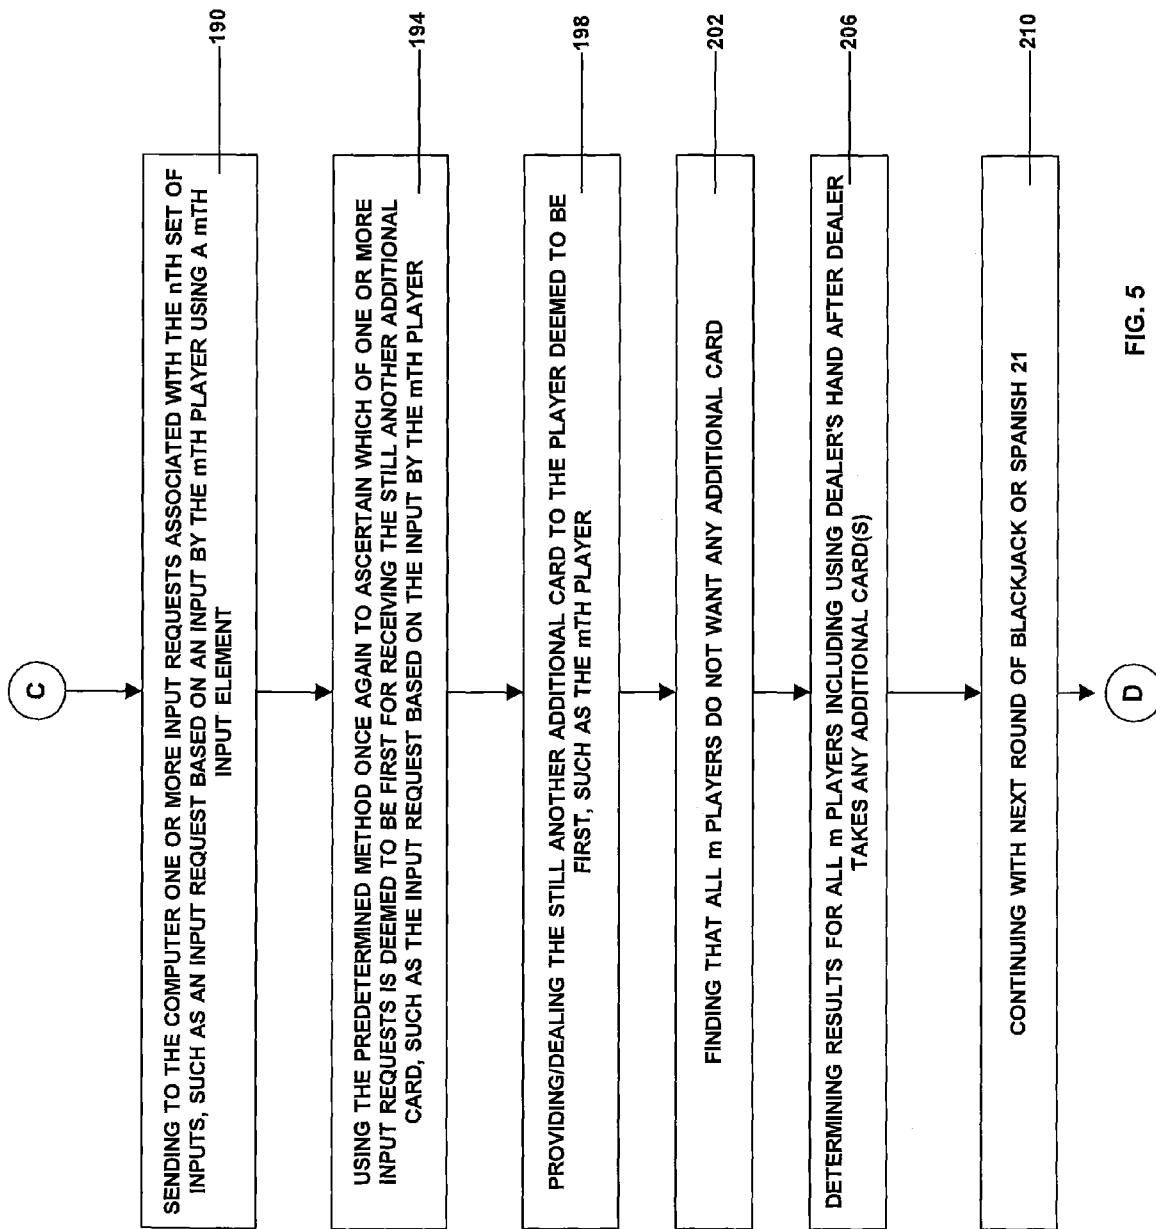 C
SENDING TO THE COMPUTER ONE OR MORE INPUT REQUESTS ASSOCIATED WITH THE nTH SET OF
INPUTS, SUCH AS AN INPUT REQUEST BASED ON AN INPUT BY THE mTH PLAYER USING A mTH
INPUT ELEMENT
190
USING THE PREDETERMINED METHOD ONCE AGAIN TO ASCERTAIN WHICH OF ONE OR MORE
INPUT REQUESTS IS DEEMED TO BE FIRST FOR RECEIVING THE STILL ANOTHER ADDITIONAL
CARD, SUCH AS THE INPUT REQUEST BASED ON THE INPUT BY THE mTH PLAYER
194
PROVIDING/DEALING THE STILL ANOTHER ADDITIONAL CARD TO THE PLAYER DEEMED TO BE
FIRST, SUCH AS THE mTH PLAYER
198
FINDING THAT ALL m PLAYERS DO NOT WANT ANY ADDITIONAL CARD
202
DETERMINING RESULTS FOR ALL m PLAYERS INCLUDING USING DEALER'S HAND AFTER DEALER
TAKES ANY ADDITIONAL CARD(S)
206
CONTINUING WITH NEXT ROUND OF BLACKJACK OR SPANISH 21
210
D
FIG. 5